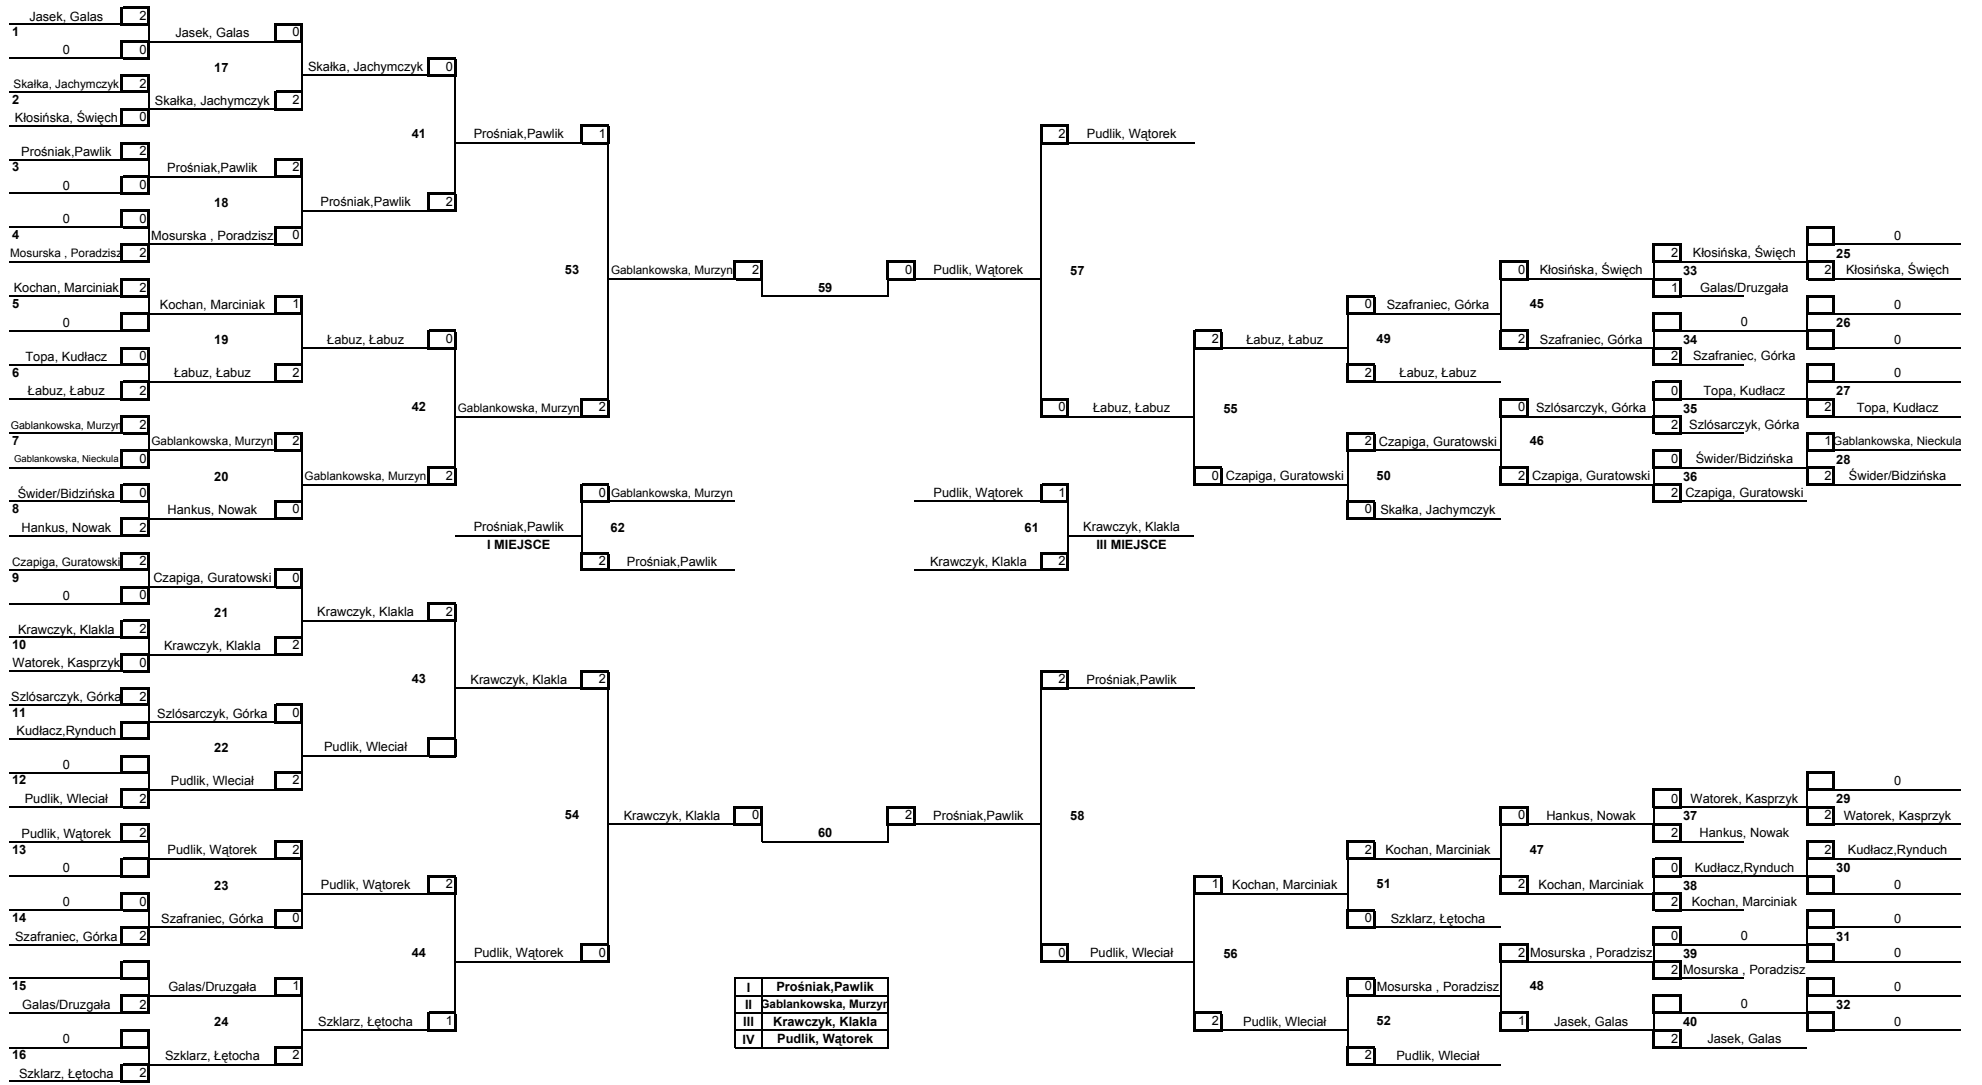 Jasek, Galas 2
1
0 0
Jasek, Galas 0
17
Skałka, Jachymczyk 2
2
Kłosińska, Święch 0
Skałka, Jachymczyk 2
Skałka, Jachymczyk 0
41
Prośniak,Pawlik 2
3
0 0
Prośniak,Pawlik 2
18
0 0
4
Mosurska , Poradzisz 2
Mosurska , Poradzisz 0
Prośniak,Pawlik 2
Prośniak,Pawlik 1
53
Kochan, Marciniak 2
5
0
Kochan, Marciniak 1
19
Topa, Kudłacz 0
6
Łabuz, Łabuz 2
Łabuz, Łabuz 2
Łabuz, Łabuz 0
42
Gablankowska, Murzyn 2
7
Gablankowska, Nieckula 0
Gablankowska, Murzyn 2
20
Świder/Bidzińska 0
8
Hankus, Nowak 2
Hankus, Nowak 0
Gablankowska, Murzyn 2
Gablankowska, Murzyn 2
Gablankowska, Murzyn 2
59
0 Pudlik, Wątorek
Czapiga, Guratowski 2
9
0 0
Czapiga, Guratowski 0
21
Krawczyk, Klakla 2
10
Watorek, Kasprzyk 0
Krawczyk, Klakla 2
Krawczyk, Klakla 2
43
Szlósarczyk, Górka 2
11
Kudłacz,Rynduch
Szlósarczyk, Górka 0
22
0
12
Pudlik, Wleciał 2
Pudlik, Wleciał 2
Pudlik, Wleciał
Krawczyk, Klakla 2
54
Pudlik, Wątorek 2
13
0
Pudlik, Wątorek 2
23
0 0
14
Szafraniec, Górka 2
Szafraniec, Górka 0
Pudlik, Wątorek 2
44
15
Galas/Druzgała 2
Galas/Druzgała 1
24
0
16
Szklarz, Łętocha 2
Szklarz, Łętocha 2
Szklarz, Łętocha 1
Pudlik, Wątorek 0
Krawczyk, Klakla 0
60
2 Prośniak,Pawlik
0 Gablankowska, Murzyn
Prośniak,Pawlik
62
I MIEJSCE
2 Prośniak,Pawlik
Pudlik, Wątorek 1
61
Krawczyk, Klakla
III MIEJSCE
Krawczyk, Klakla 2
I Prośniak,Pawlik
II Gablankowska, Murzyn
III Krawczyk, Klakla
IV Pudlik, Wątorek
2 Pudlik, Wątorek
57
0 Łabuz, Łabuz
2 Łabuz, Łabuz
55
0 Czapiga, Guratowski
0 Szafraniec, Górka
49
2 Łabuz, Łabuz
2 Czapiga, Guratowski
50
0 Skałka, Jachymczyk
0 Kłosińska, Święch
45
2 Szafraniec, Górka
0 Szlósarczyk, Górka
46
2 Czapiga, Guratowski
2 Kłosińska, Święch
33
1 Galas/Druzgała
0
34
2 Szafraniec, Górka
0 Topa, Kudłacz
35
2 Szlósarczyk, Górka
0 Świder/Bidzińska
36
2 Czapiga, Guratowski
0
25
2 Kłosińska, Święch
0
26
0
0
27
2 Topa, Kudłacz
1 Gablankowska, Nieckula
28
2 Świder/Bidzińska
2 Prośniak,Pawlik
58
0 Pudlik, Wleciał
1 Kochan, Marciniak
56
2 Pudlik, Wleciał
2 Kochan, Marciniak
51
0 Szklarz, Łętocha
0 Mosurska , Poradzisz
52
2 Pudlik, Wleciał
0 Hankus, Nowak
47
2 Kochan, Marciniak
2 Mosurska , Poradzisz
48
1 Jasek, Galas
0 Watorek, Kasprzyk
37
2 Hankus, Nowak
0 Kudłacz,Rynduch
38
2 Kochan, Marciniak
0 0
39
2 Mosurska , Poradzisz
0
40
2 Jasek, Galas
0
29
2 Watorek, Kasprzyk
2 Kudłacz,Rynduch
30
0
0
31
0
0
32
0